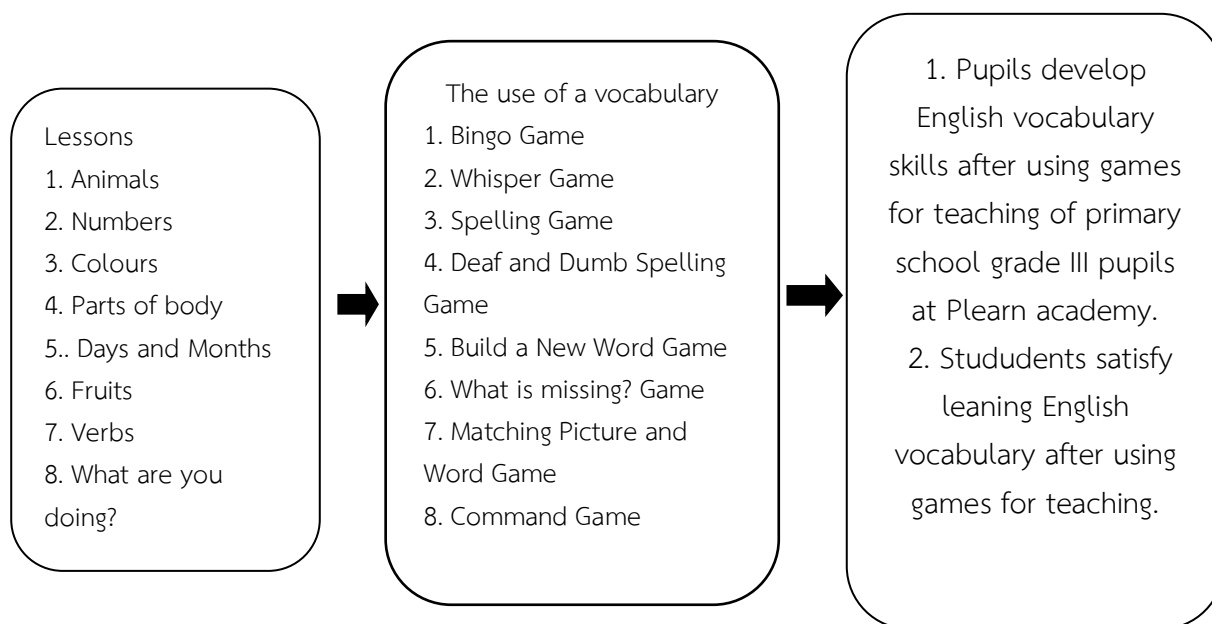 Lessons
1. Animals
2. Numbers
3. Colours
4. Parts of body
5.. Days and Months
6. Fruits
7. Verbs
8. What are you
doing?
The use of a vocabulary
1. Bingo Game
2. Whisper Game
3. Spelling Game
4. Deaf and Dumb Spelling
Game
5. Build a New Word Game
6. What is missing? Game
7. Matching Picture and
Word Game
8. Command Game
1. Pupils develop
English vocabulary
skills after using games
for teaching of primary
school grade III pupils
at Plearn academy.
2. Stududents satisfy
leaning English
vocabulary after using
games for teaching.